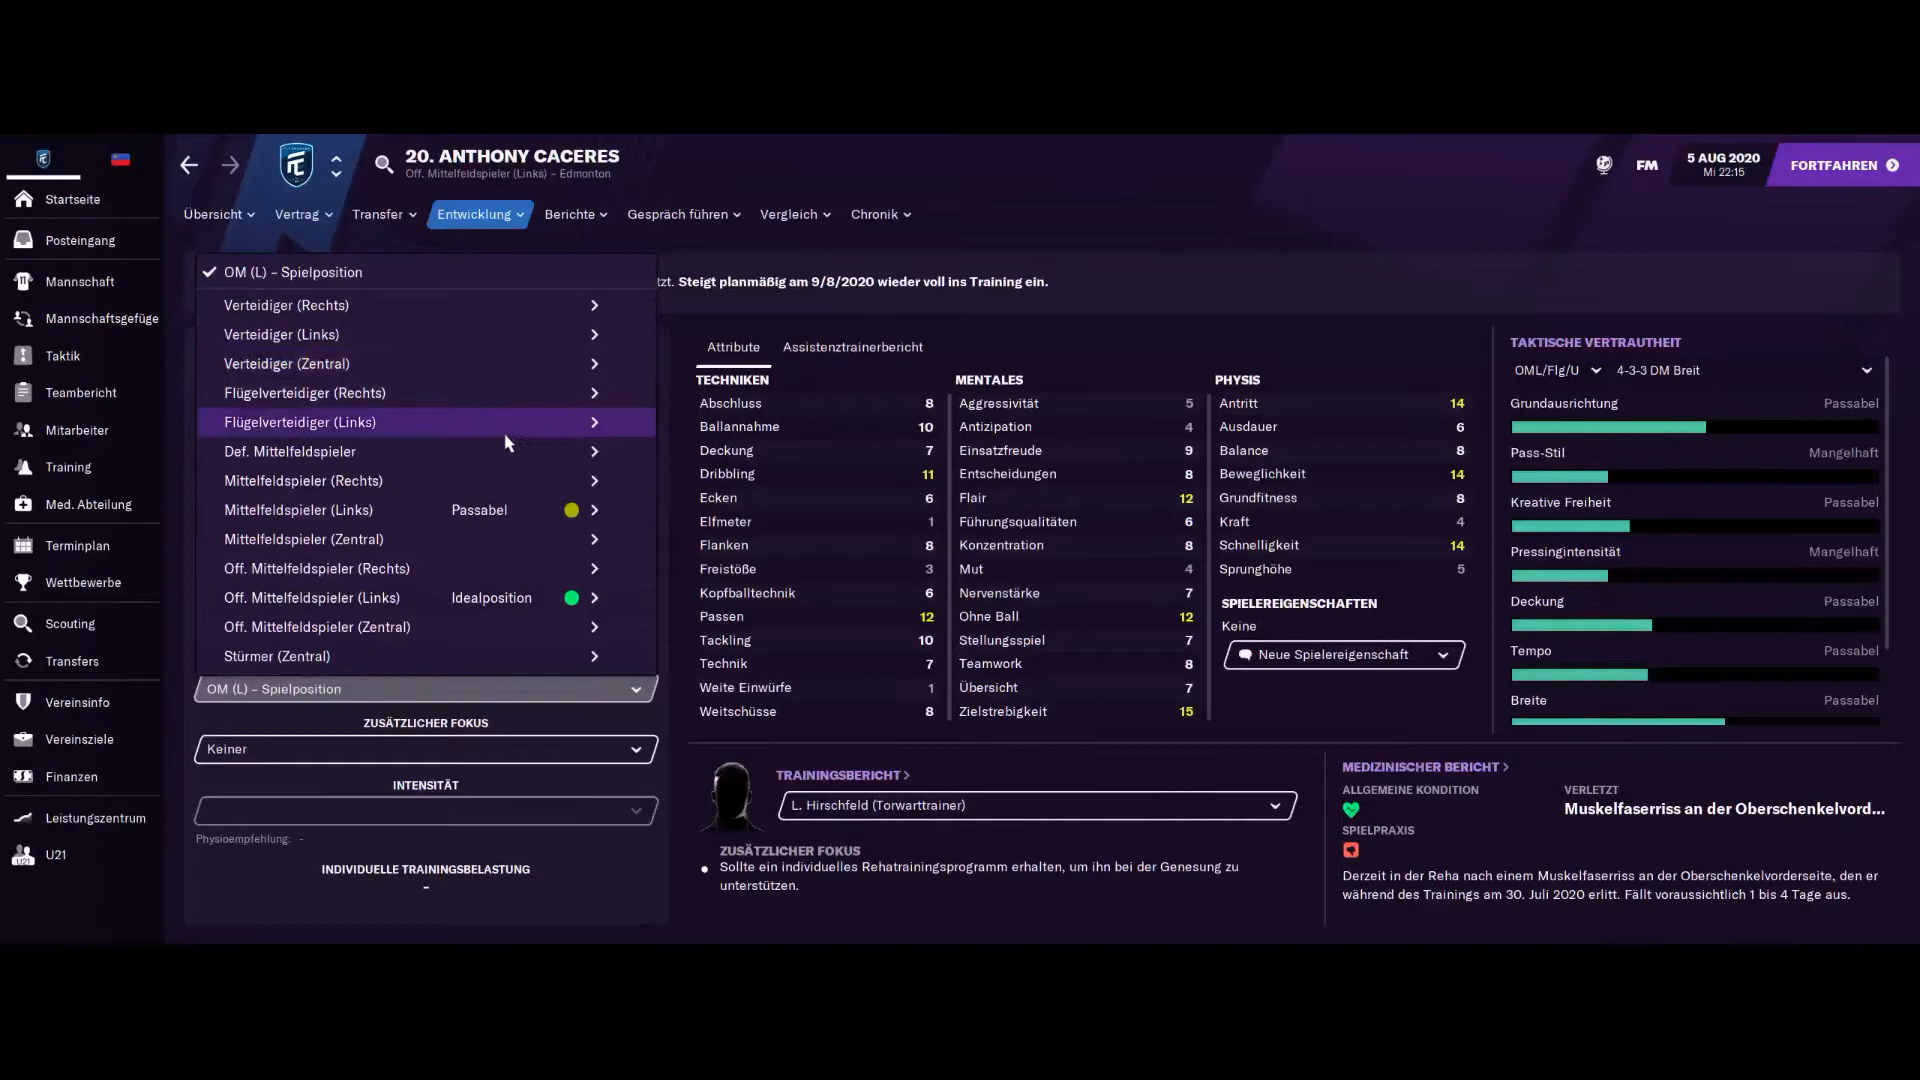 20. ANTHONY CACERES
Off. Mittelfeldspieler (Links) – Edmonton
FM
5 AUG 2020
Mi 22:15
FORTFAHREN
Übersicht
Vertrag
Transfer
Entwicklung
Berichte
Gespräch führen
Vergleich
Chronik
Startseite
Posteingang
Mannschaft
Mannschaftsgefüge
Taktik
Teambericht
Mitarbeiter
Training
Med. Abteilung
Terminplan
Wettbewerbe
Scouting
Transfers
Vereinsinfo
Vereinsziele
Finanzen
Leistungszentrum
U21
OM (L) – Spielposition
Verteidiger (Rechts)
Verteidiger (Links)
Verteidiger (Zentral)
Flügelverteidiger (Rechts)
Flügelverteidiger (Links)
Def. Mittelfeldspieler
Mittelfeldspieler (Rechts)
Mittelfeldspieler (Links) Passabel
Mittelfeldspieler (Zentral)
Off. Mittelfeldspieler (Rechts)
Off. Mittelfeldspieler (Links) Idealposition
Off. Mittelfeldspieler (Zentral)
Stürmer (Zentral)
OM (L) – Spielposition
ZUSÄTZLICHER FOKUS
Keiner
INTENSITÄT
Physioempfehlung: -
INDIVIDUELLE TRAININGSBELASTUNG
-
tzt. Steigt planmäßig am 9/8/2020 wieder voll ins Training ein.
Attribute
Assistenztrainerbericht
TECHNIKEN
Abschluss 8
Ballannahme 10
Deckung 7
Dribbling 11
Ecken 6
Elfmeter 1
Flanken 8
Freistöße 3
Kopfballtechnik 6
Passen 12
Tackling 10
Technik 7
Weite Einwürfe 1
Weitschüsse 8
MENTALES
Aggressivität 5
Antizipation 4
Einsatzfreude 9
Entscheidungen 8
Flair 12
Führungsqualitäten 6
Konzentration 8
Mut 4
Nervenstärke 7
Ohne Ball 12
Stellungsspiel 7
Teamwork 8
Übersicht 7
Zielstrebigkeit 15
PHYSIS
Antritt 14
Ausdauer 6
Balance 8
Beweglichkeit 14
Grundfitness 8
Kraft 4
Schnelligkeit 14
Sprunghöhe 5
SPIELEREIGENSCHAFTEN
Keine
Neue Spielereigenschaft
TAKTISCHE VERTRAUTHEIT
OML/Flg/U
4-3-3 DM Breit
Grundausrichtung Passabel
Pass-Stil Mangelhaft
Kreative Freiheit Passabel
Pressingintensität Mangelhaft
Deckung Passabel
Tempo Passabel
Breite Passabel
TRAININGSBERICHT
L. Hirschfeld (Torwarttrainer)
ZUSÄTZLICHER FOKUS
Sollte ein individuelles Rehatrainingsprogramm erhalten, um ihn bei der Genesung zu
unterstützen.
MEDIZINISCHER BERICHT
ALLGEMEINE KONDITION
SPIELPRAXIS
VERLETZT
Muskelfaserriss an der Oberschenkelvord...
Derzeit in der Reha nach einem Muskelfaserriss an der Oberschenkelvorderseite, den er
während des Trainings am 30. Juli 2020 erlitt. Fällt voraussichtlich 1 bis 4 Tage aus.